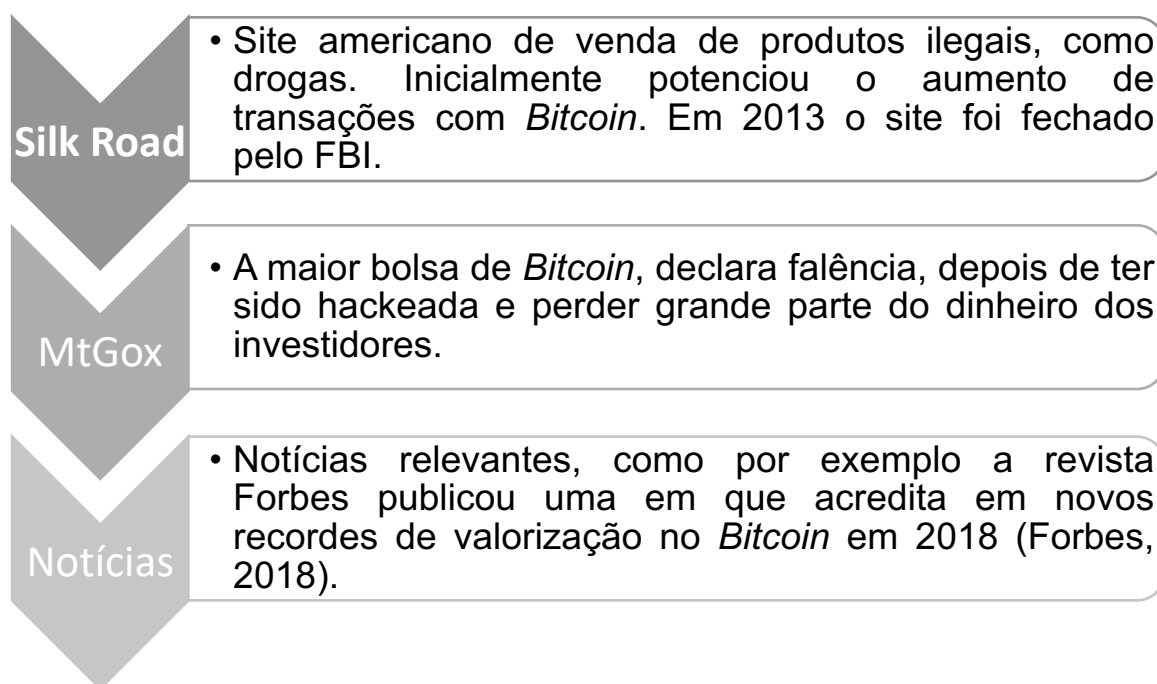 Silk Road
• Site americano de venda de produtos ilegais, como
drogas. Inicialmente potenciou o aumento de
transações com Bitcoin. Em 2013 o site foi fechado
pelo FBI.
MtGox
• A maior bolsa de Bitcoin, declara falência, depois de ter
sido hackeada e perder grande parte do dinheiro dos
investidores.
Notícias
• Notícias relevantes, como por exemplo a revista
Forbes publicou uma em que acredita em novos
recordes de valorização no Bitcoin em 2018 (Forbes,
2018).